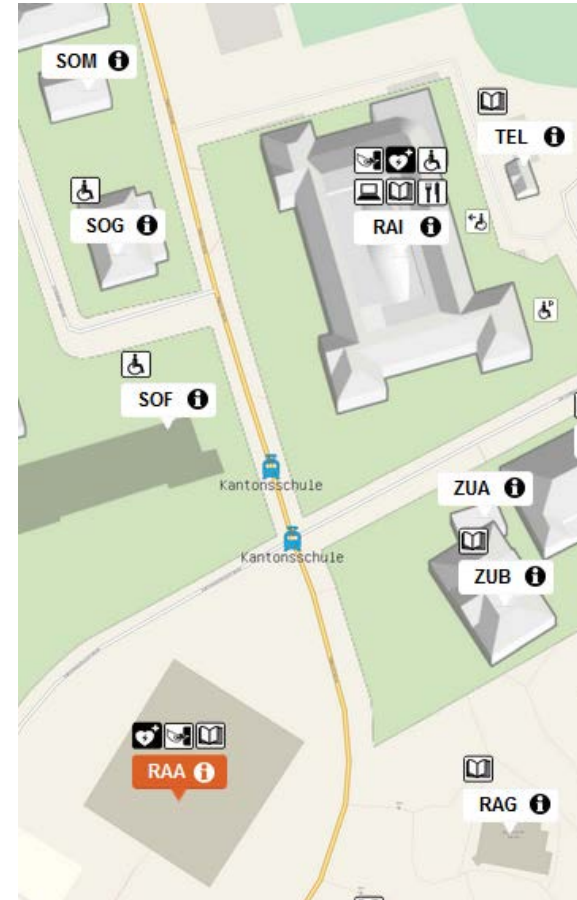 SOM
TEL
RAI
SOG
P
SOF
Kantonsschule
ZUA
Kantonsschule
ZUB
RAA
RAG